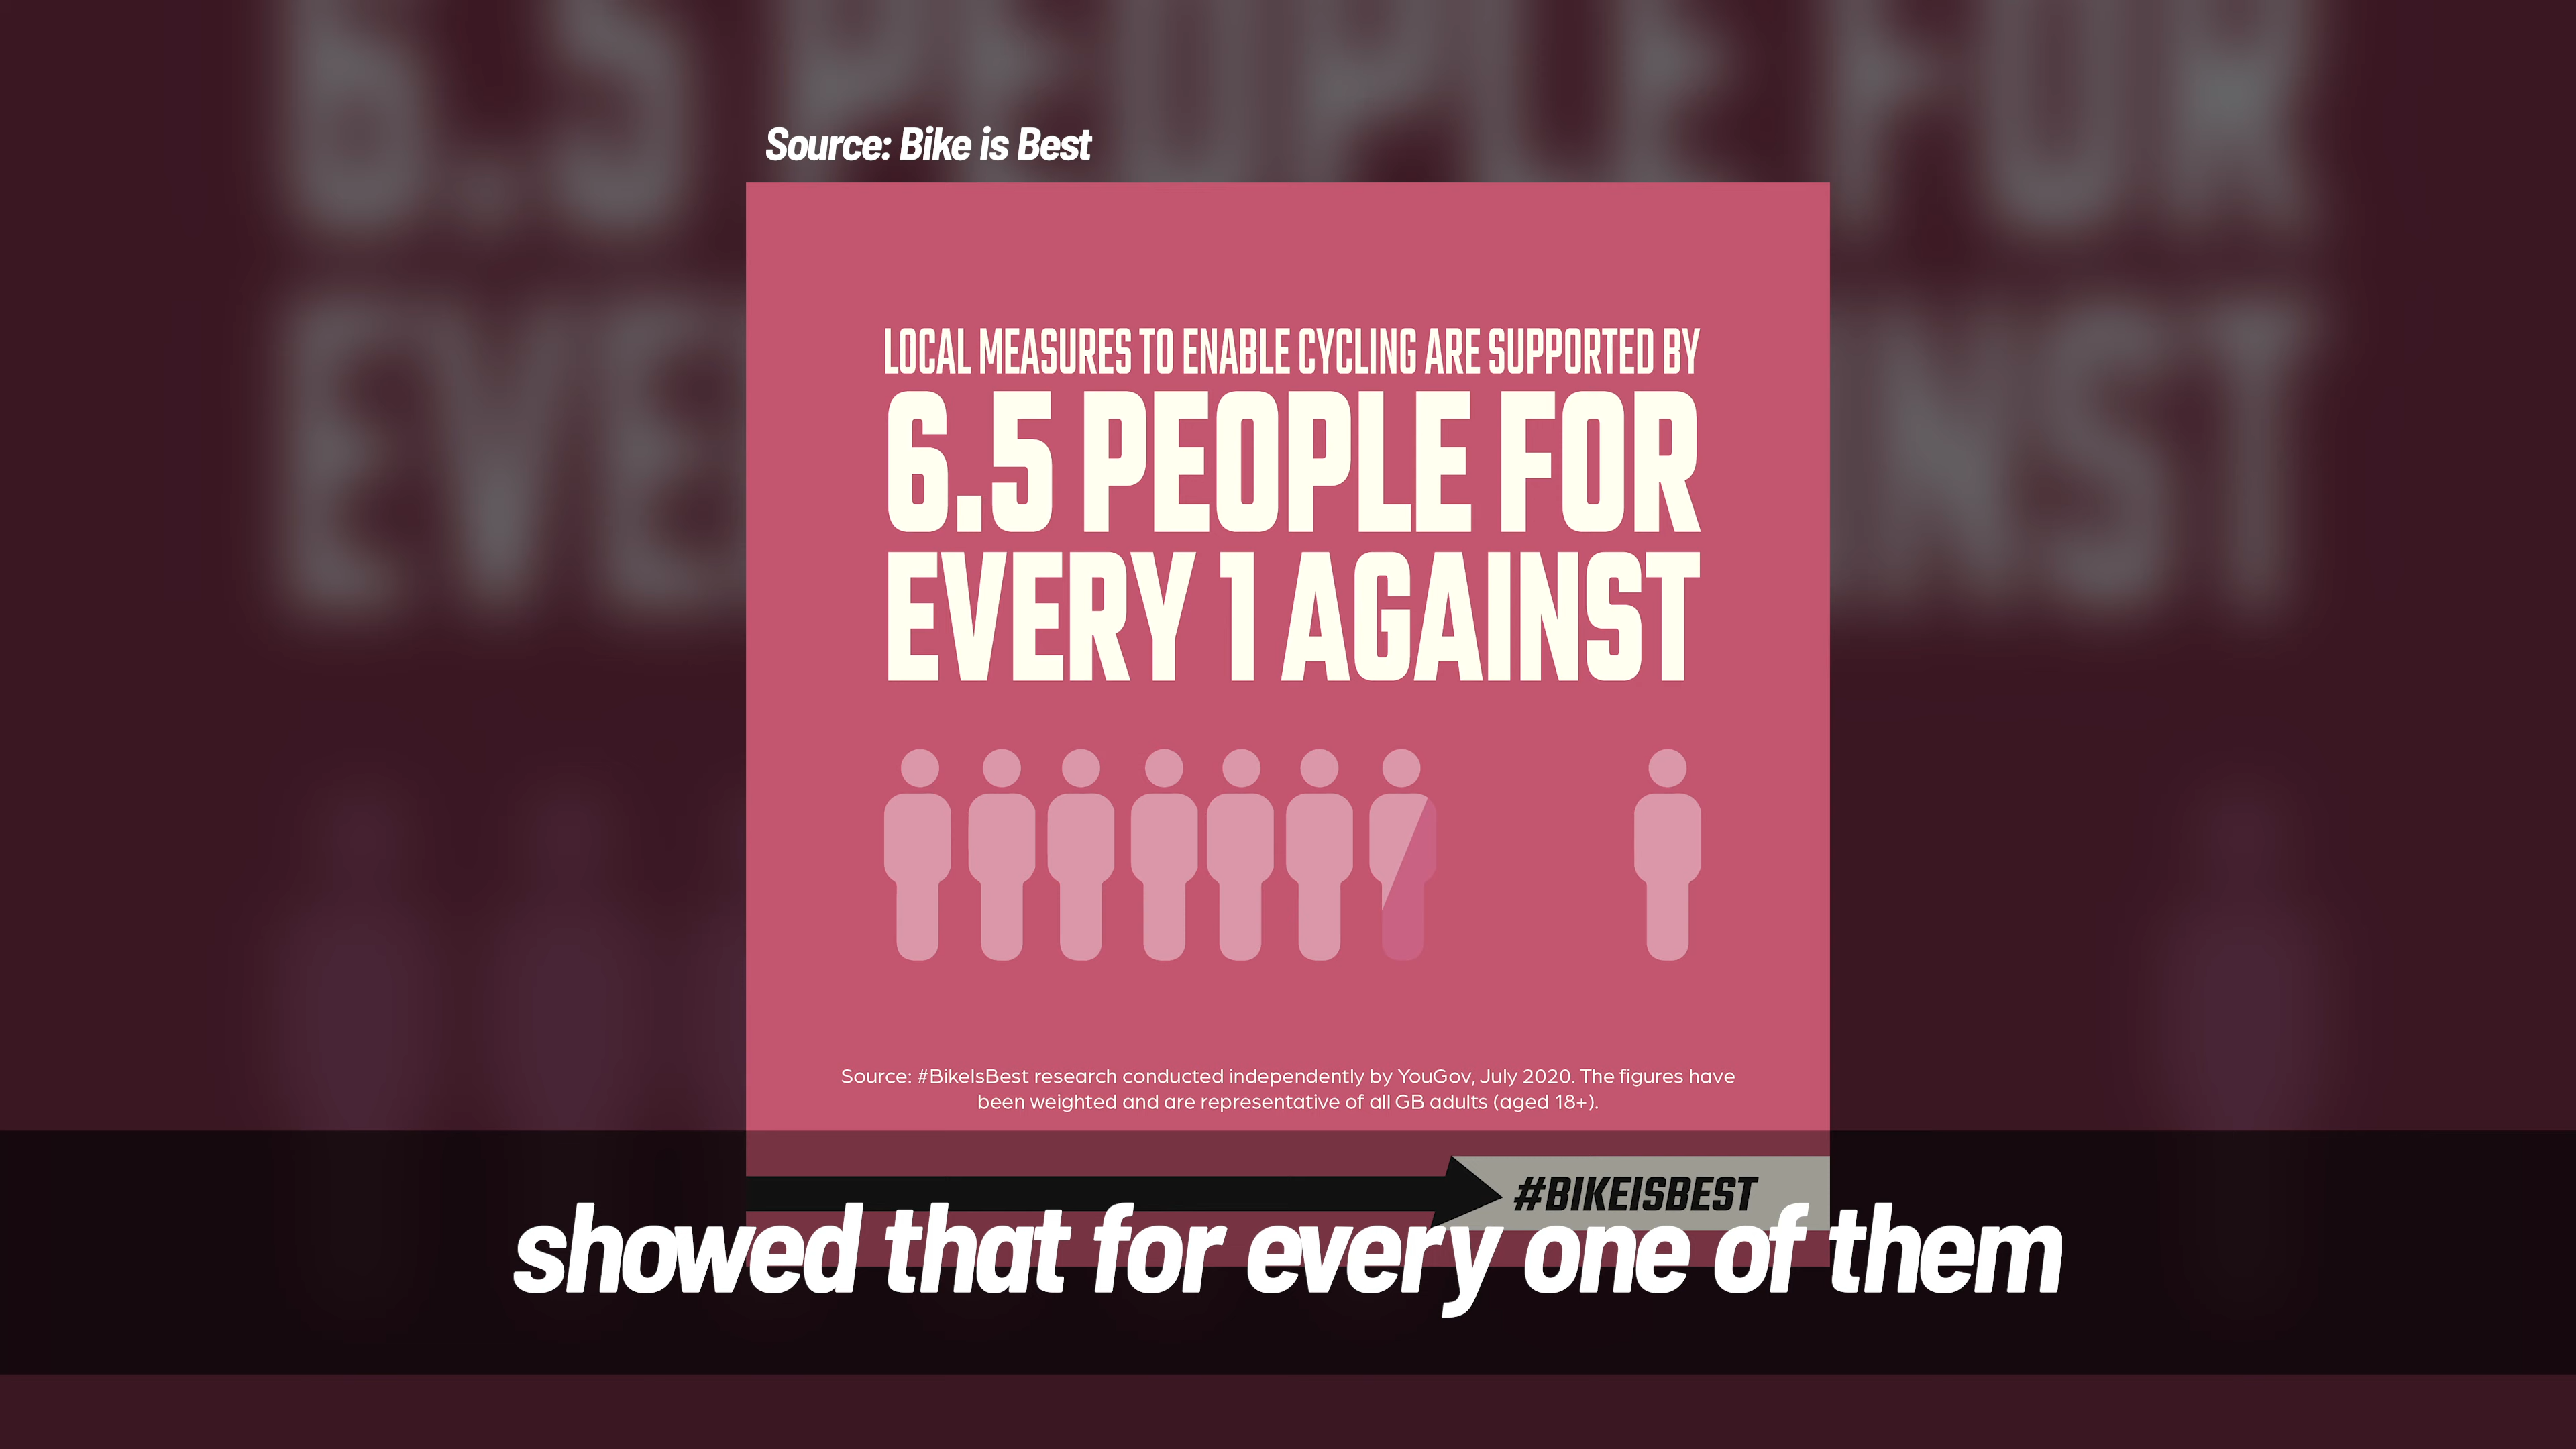 Source: Bike is Best
LOCAL MEASURES TO ENABLE CYCLING ARE SUPPORTED BY
6.5 PEOPLE FOR
EVERY 1 AGAINST
Source: #BikeIsBest research conducted independently by YouGov, July 2020. The figures have
been weighted and are representative of all GB adults (aged 18+).
#BIKEISBEST
showed that for every one of them